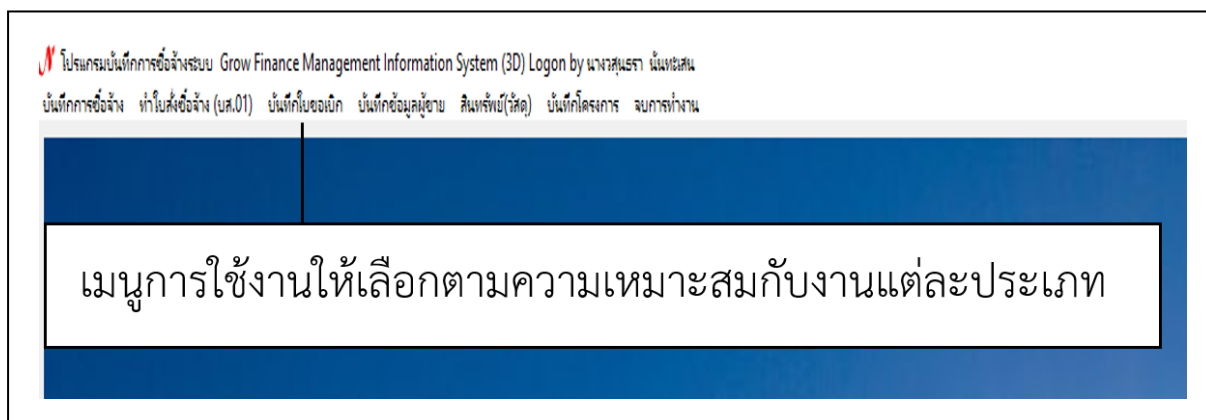 N โปรแกรมบันทึกการซื้อจ้างระบบ Grow Finance Management Information System (3D) Logon by นางวสุนธรา นันทะเสน
บันทึกการซื้อจ้าง ทำใบสั่งซื้อจ้าง (บส.01) บันทึกใบขอเบิก บันทึกข้อมูลผู้ขาย สินทรัพย์(วัสดุ) บันทึกโครงการ จบการทำงาน
เมนูการใช้งานให้เลือกตามความเหมาะสมกับงานแต่ละประเภท